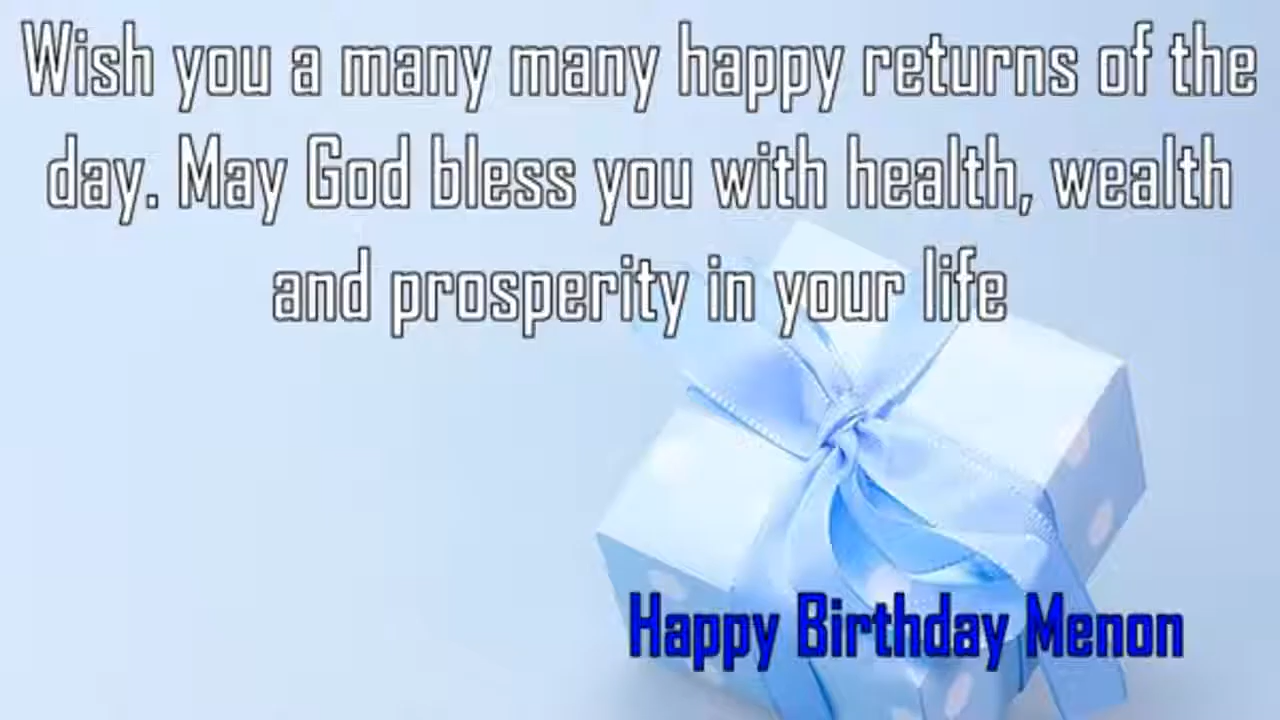 Wish you a many many happy returns of the
day. May God bless you with health, wealth
and prosperity in your life
Happy Birthday Menon